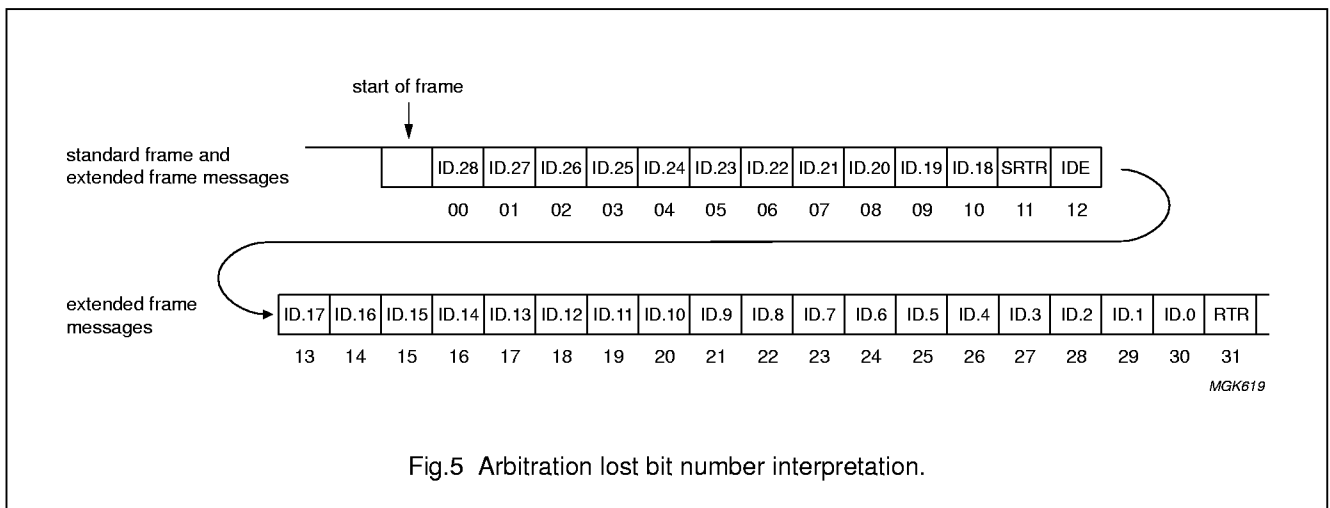 start of frame
standard frame and
extended frame messages
ID.28 ID.27 ID.26 ID.25 ID.24 ID.23 ID.22 ID.21 ID.20 ID.19 ID.18 SRTR IDE
00 01 02 03 04 05 06 07 08 09 10 11 12
extended frame
messages
ID.17 ID.16 ID.15 ID.14 ID.13 ID.12 ID.11 ID.10 ID.9 ID.8 ID.7 ID.6 ID.5 ID.4 ID.3 ID.2 ID.1 ID.0 RTR
13 14 15 16 17 18 19 20 21 22 23 24 25 26 27 28 29 30 31
MGK619
Fig.5 Arbitration lost bit number interpretation.